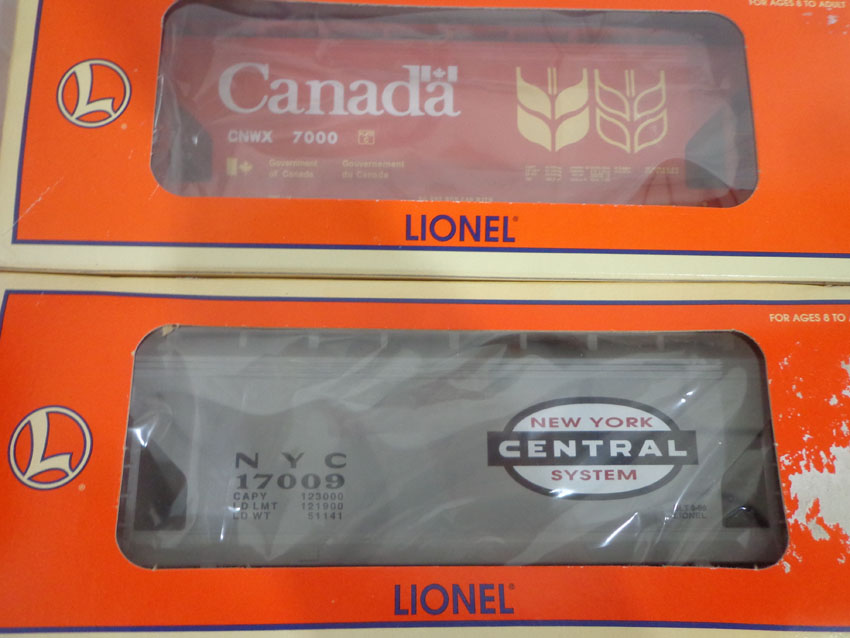 FOR AGES 8 TO ADULT
L
Canada
CNWX 7000
Government of Canada
Gouvernement du Canada
LIONEL®
FOR AGES 8 TO
L
NEW YORK
CENTRAL
SYSTEM
N Y C
17009
CAPY 123000
LD LMT 121900
LD WT 51141
LIONEL
LIONEL®